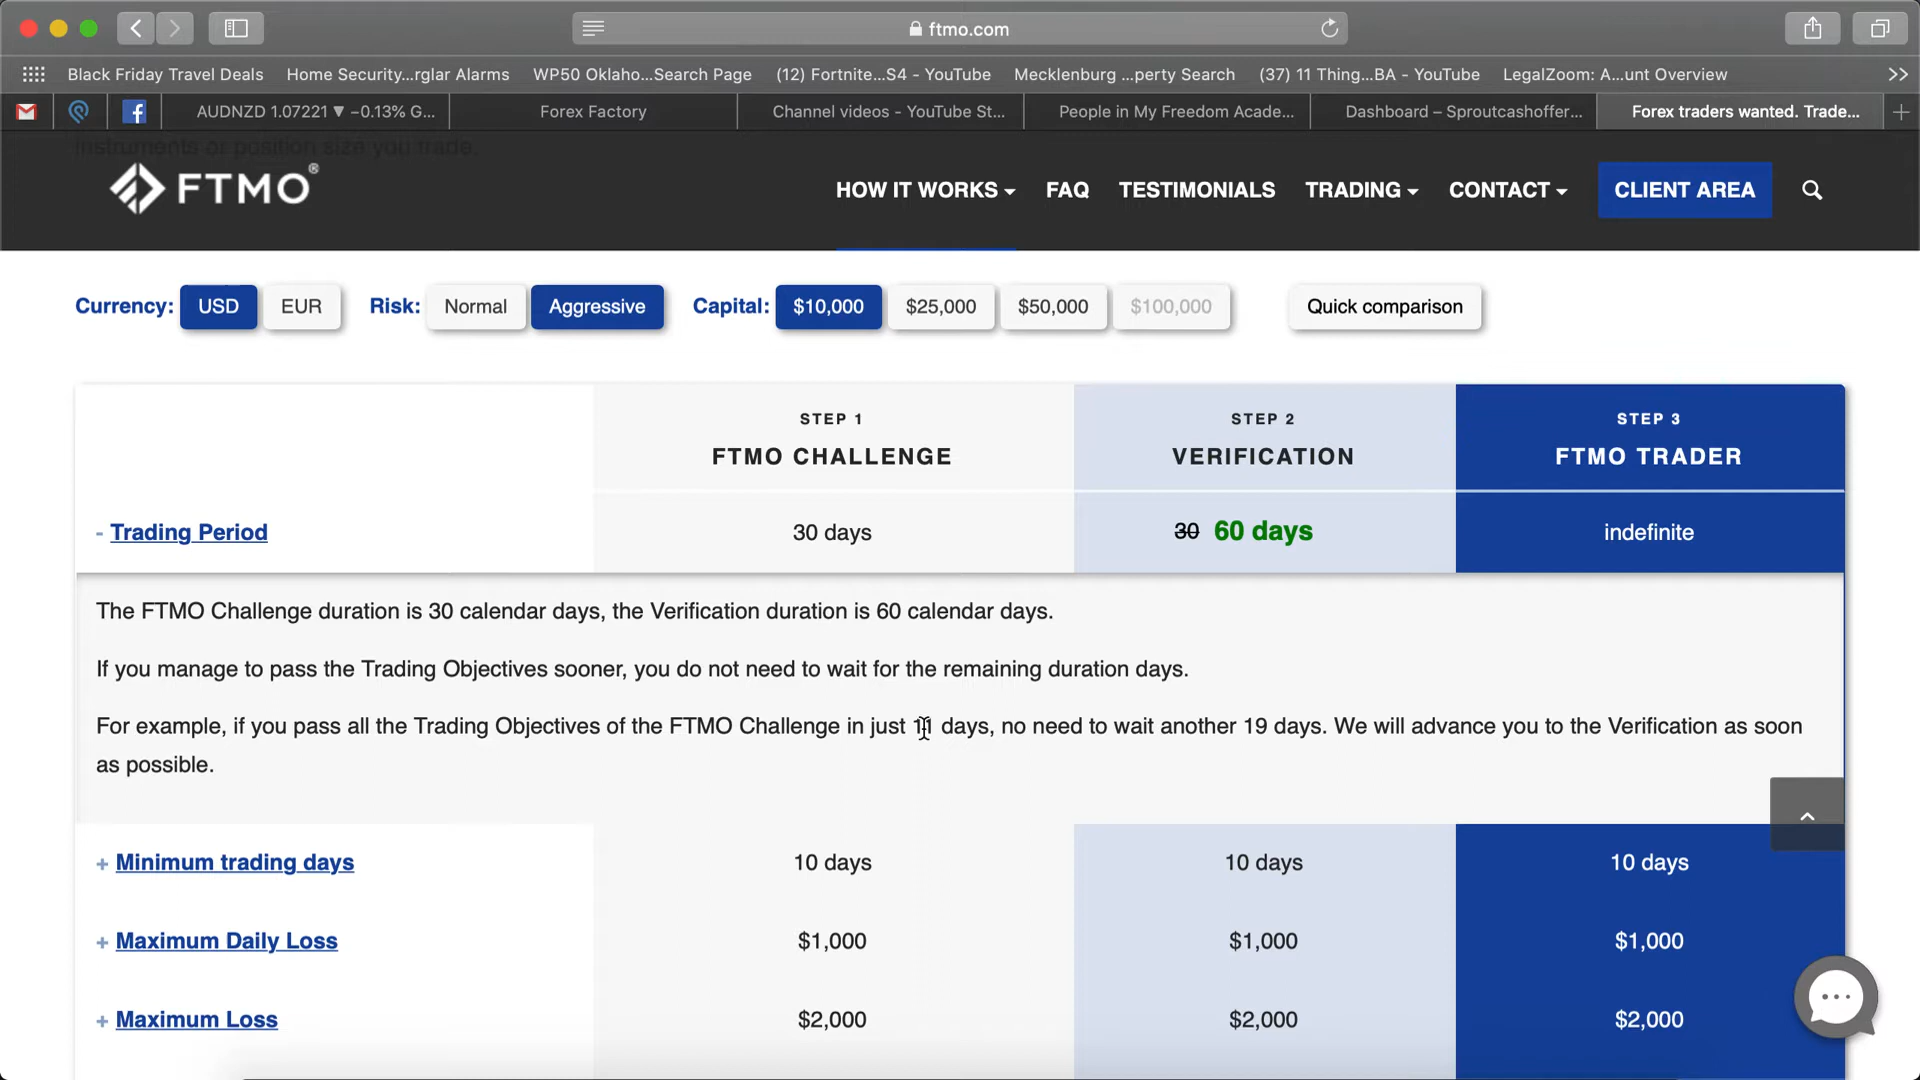 ftmo.com
Black Friday Travel Deals Home Security...rglar Alarms WP50 Oklaho...Search Page (12) Fortnite...S4 - YouTube Mecklenburg ...perty Search (37) 11 Thing...BA - YouTube LegalZoom: A...unt Overview
AUDNZD 1.07221 ▼ −0.13% G... Forex Factory Channel videos - YouTube St... People in My Freedom Acade... Dashboard – Sproutcashoffer... Forex traders wanted. Trade...
instruments or position size you trade.
FTMO® HOW IT WORKS FAQ TESTIMONIALS TRADING CONTACT CLIENT AREA
Currency: USD EUR Risk: Normal Aggressive Capital: $10,000 $25,000 $50,000 $100,000 Quick comparison
STEP 1 STEP 2 STEP 3
FTMO CHALLENGE VERIFICATION FTMO TRADER
- Trading Period 30 days 30 60 days indefinite
The FTMO Challenge duration is 30 calendar days, the Verification duration is 60 calendar days.
If you manage to pass the Trading Objectives sooner, you do not need to wait for the remaining duration days.
For example, if you pass all the Trading Objectives of the FTMO Challenge in just 11 days, no need to wait another 19 days. We will advance you to the Verification as soon
as possible.
+ Minimum trading days 10 days 10 days 10 days
+ Maximum Daily Loss $1,000 $1,000 $1,000
+ Maximum Loss $2,000 $2,000 $2,000